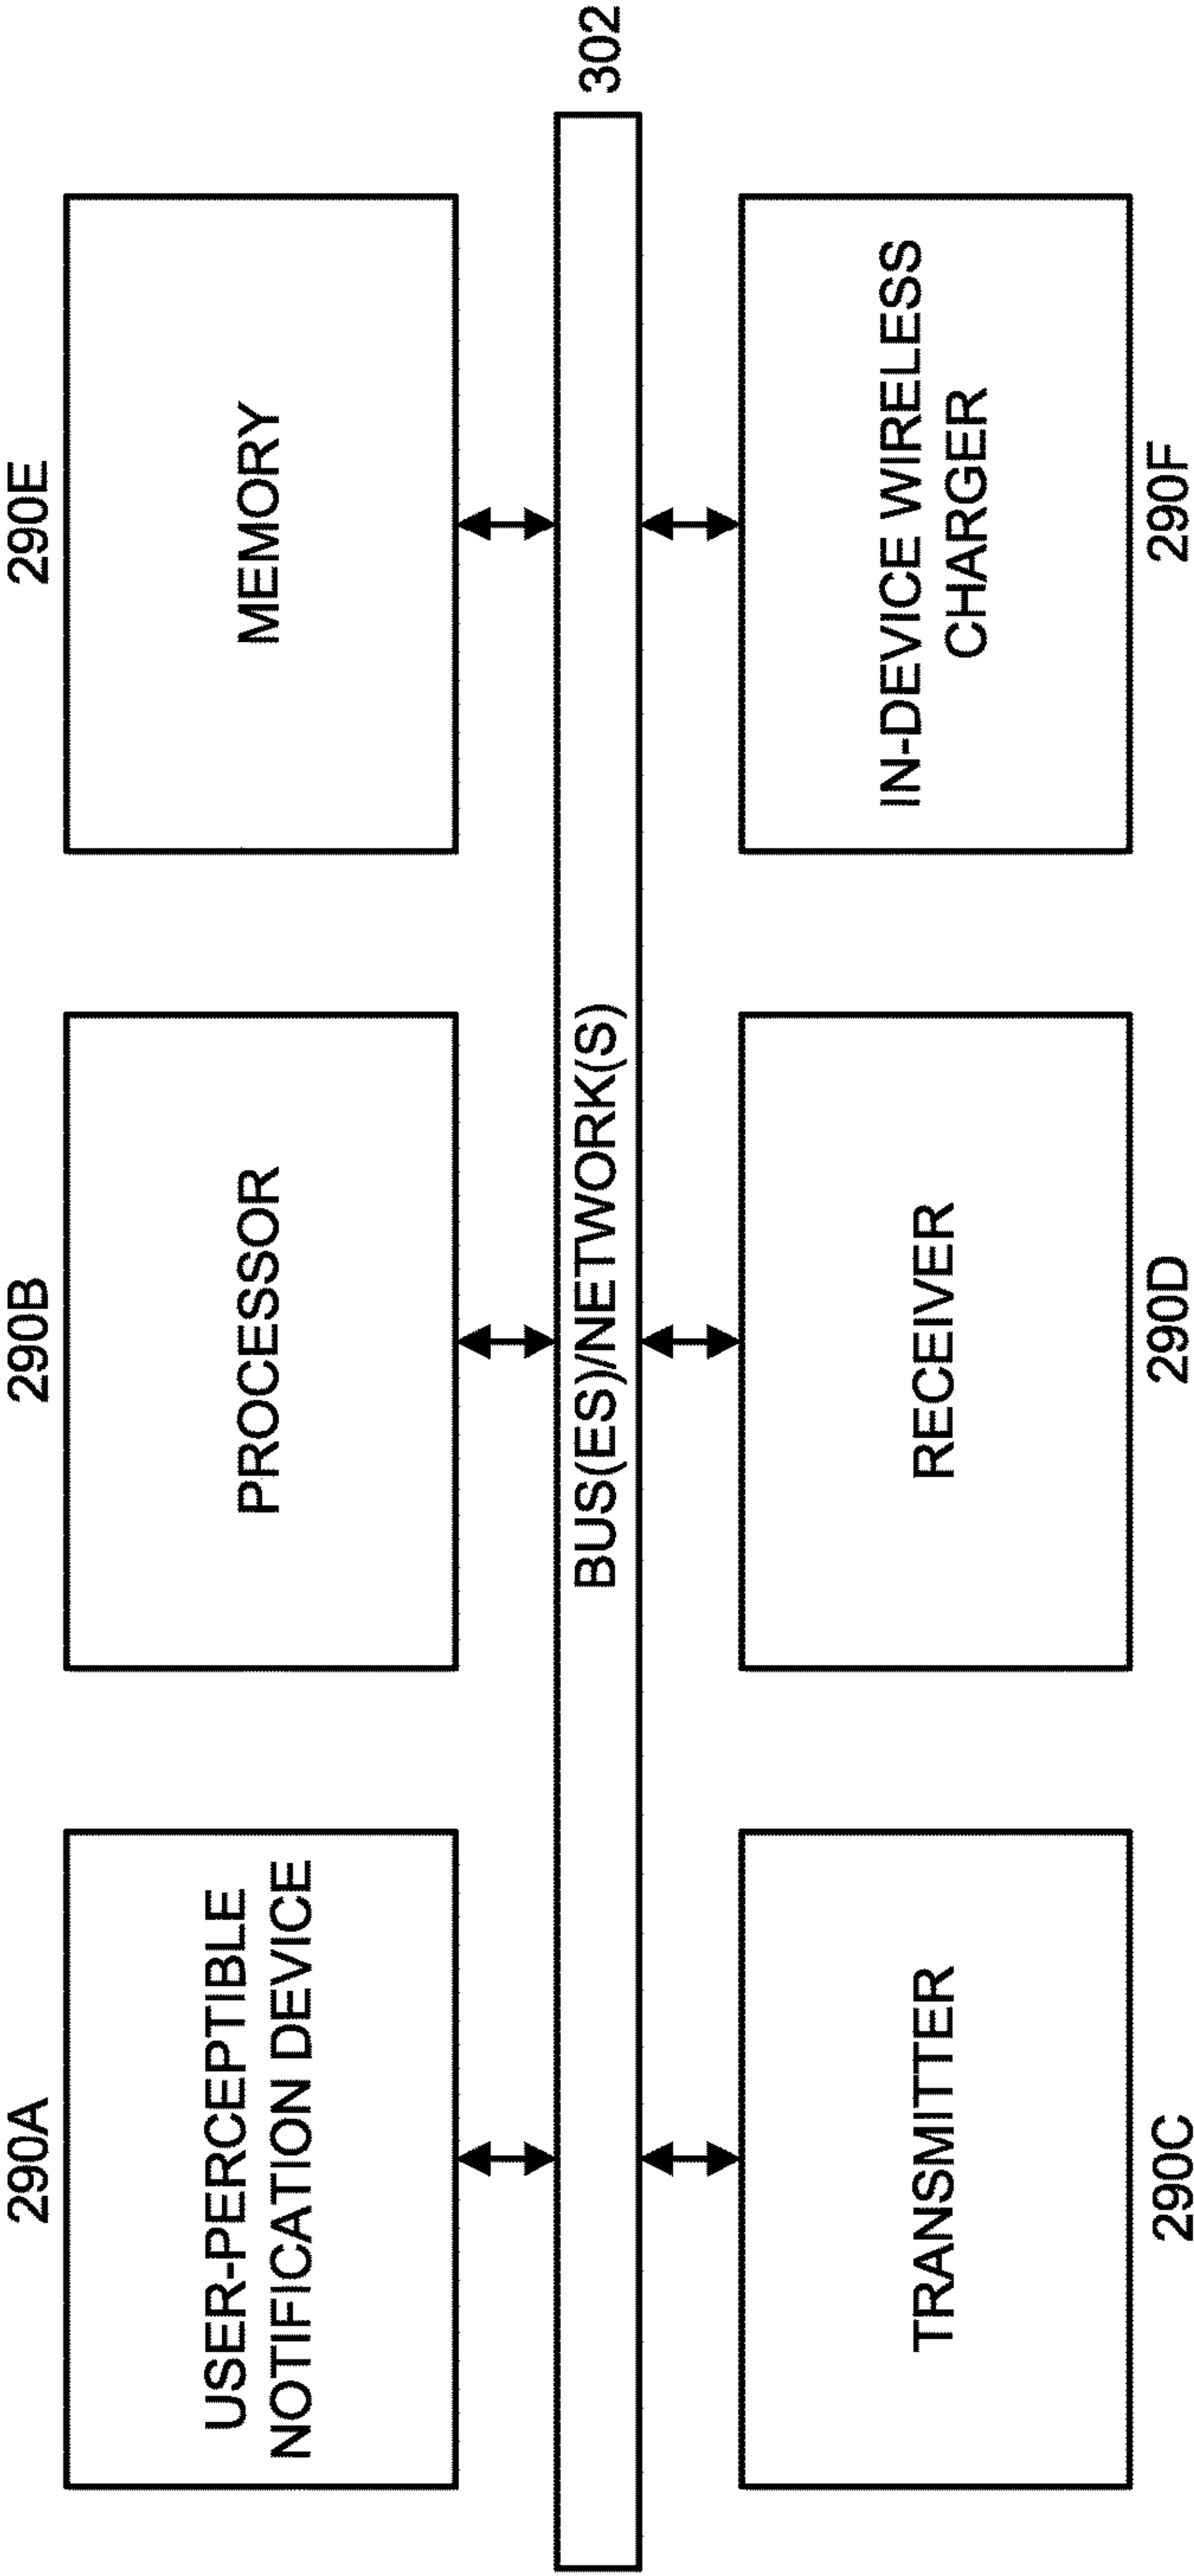 290A
290B
290E
USER-PERCEPTIBLE
NOTIFICATION DEVICE
PROCESSOR
MEMORY
BUS(ES)/NETWORK(S)
302
TRANSMITTER
RECEIVER
IN-DEVICE WIRELESS
CHARGER
290C
290D
290F